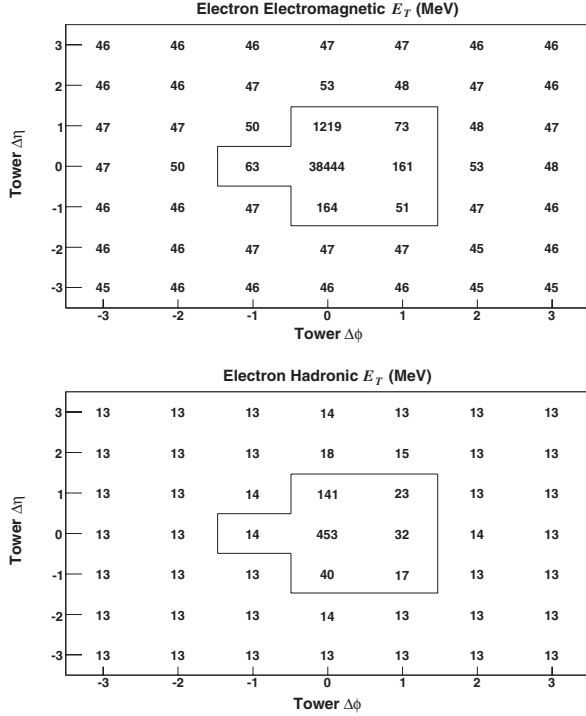 Electron Electromagnetic E_T (MeV)
3 46 46 46 47 47 46 46
2 46 46 47 53 48 47 46
1 47 47 50 1219 73 48 47
0 47 50 63 38444 161 53 48
-1 46 46 47 164 51 47 46
-2 46 46 47 47 47 45 46
-3 45 46 46 46 46 45 45
-3 -2 -1 0 1 2 3
Tower Δη
Tower Δϕ
Electron Hadronic E_T (MeV)
3 13 13 13 14 13 13 13
2 13 13 13 18 15 13 13
1 13 13 14 141 23 13 13
0 13 13 14 453 32 14 13
-1 13 13 13 40 17 13 13
-2 13 13 13 14 13 13 13
-3 13 13 13 13 13 13 13
-3 -2 -1 0 1 2 3
Tower Δη
Tower Δϕ